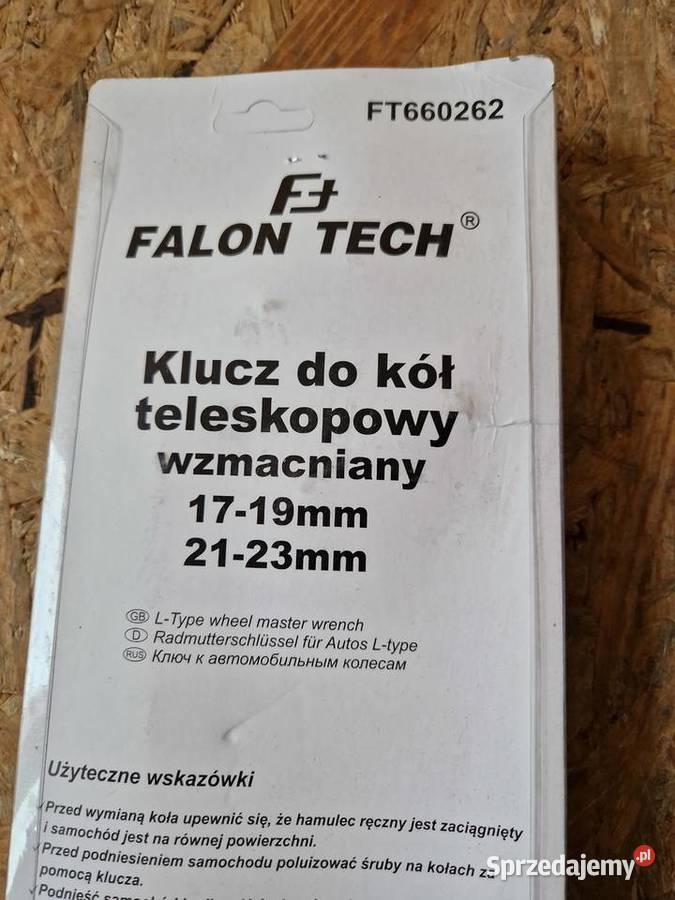 FT660262
FALON TECH®
Klucz do kół
teleskopowy
wzmacniany
17-19mm
21-23mm
GB L-Type wheel master wrench
D Radmutterschlüssel für Autos L-type
RUS Ключ к автомобильным колесам
Użyteczne wskazówki
✓Przed wymianą koła upewnić się, że hamulec ręczny jest zaciągnięty
i samochód jest na równej powierzchni.
✓Przed podniesieniem samochodu poluizować śruby na kołach za
pomocą klucza.
✓Podnieść
Sprzedajemy.pl